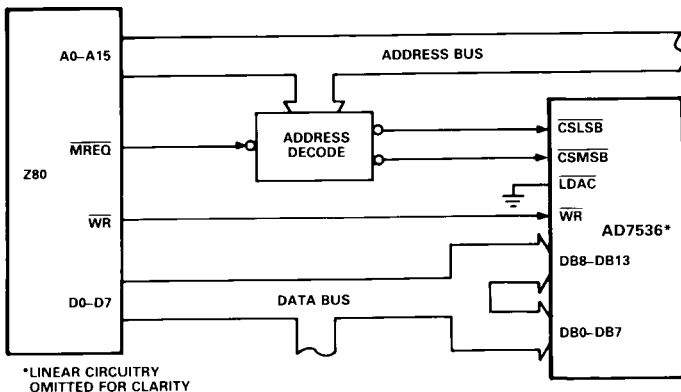 A0–A15
ADDRESS BUS
MREQ
Z80
ADDRESS
DECODE
CSLSB
CSMSB
LDAC
WR
WR
AD7536*
DB8–DB13
D0–D7
DATA BUS
DB0–DB7
*LINEAR CIRCUITRY
OMITTED FOR CLARITY